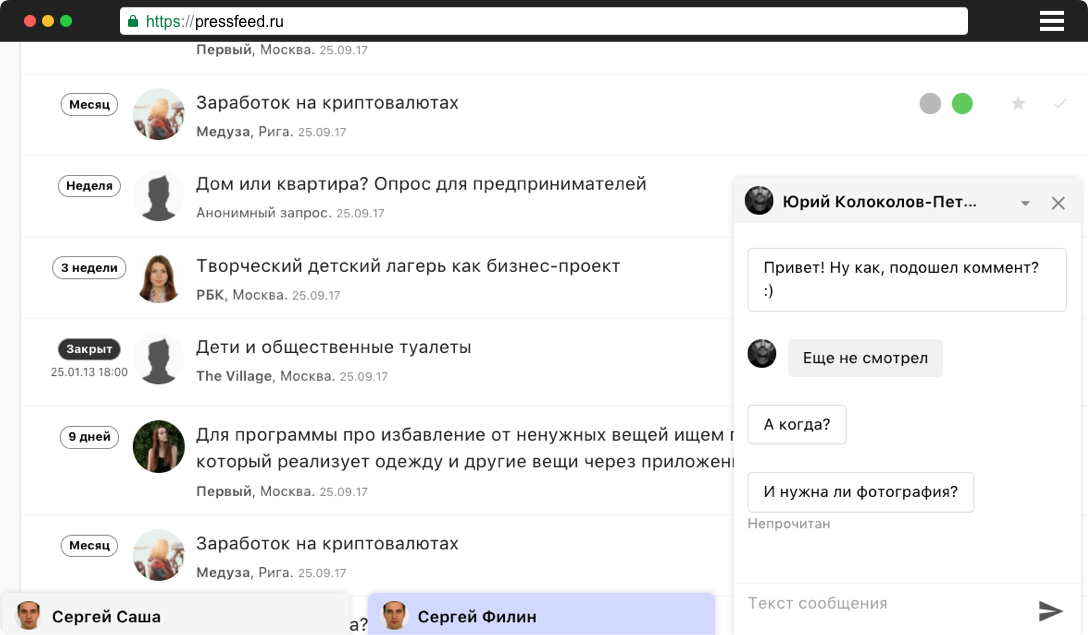 https://pressfeed.ru
Первый, Москва. 25.09.17
Месяц
Заработок на криптовалютах
Медуза, Рига. 25.09.17
Неделя
Дом или квартира? Опрос для предпринимателей
Анонимный запрос. 25.09.17
3 недели
Творческий детский лагерь как бизнес-проект
РБК, Москва. 25.09.17
Закрыт
25.01.13 18:00
Дети и общественные туалеты
The Village, Москва. 25.09.17
9 дней
Для программы про избавление от ненужных вещей ищем
который реализует одежду и другие вещи через
Первый, Москва. 25.09.17
Месяц
Заработок на криптовалютах
Медуза, Рига. 25.09.17
Юрий Колоколов-Пет...
Привет! Ну как, подошел коммент?
:)
Еще не смотрел
А когда?
И нужна ли фотография?
Непрочитан
Текст сообщения
Сергей Саша
а?
Сергей Филин